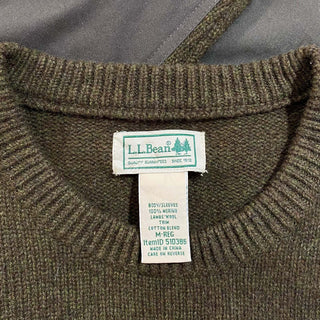 L.L.Bean
QUALITY GUARANTEED SINCE 1912
BODY/SLEEVES
100% MERINO
LAMBS' WOOL
TRIM
COTTON BLEND
M-REG
ItemID 510386
MADE IN CHINA
CARE ON REVERSE